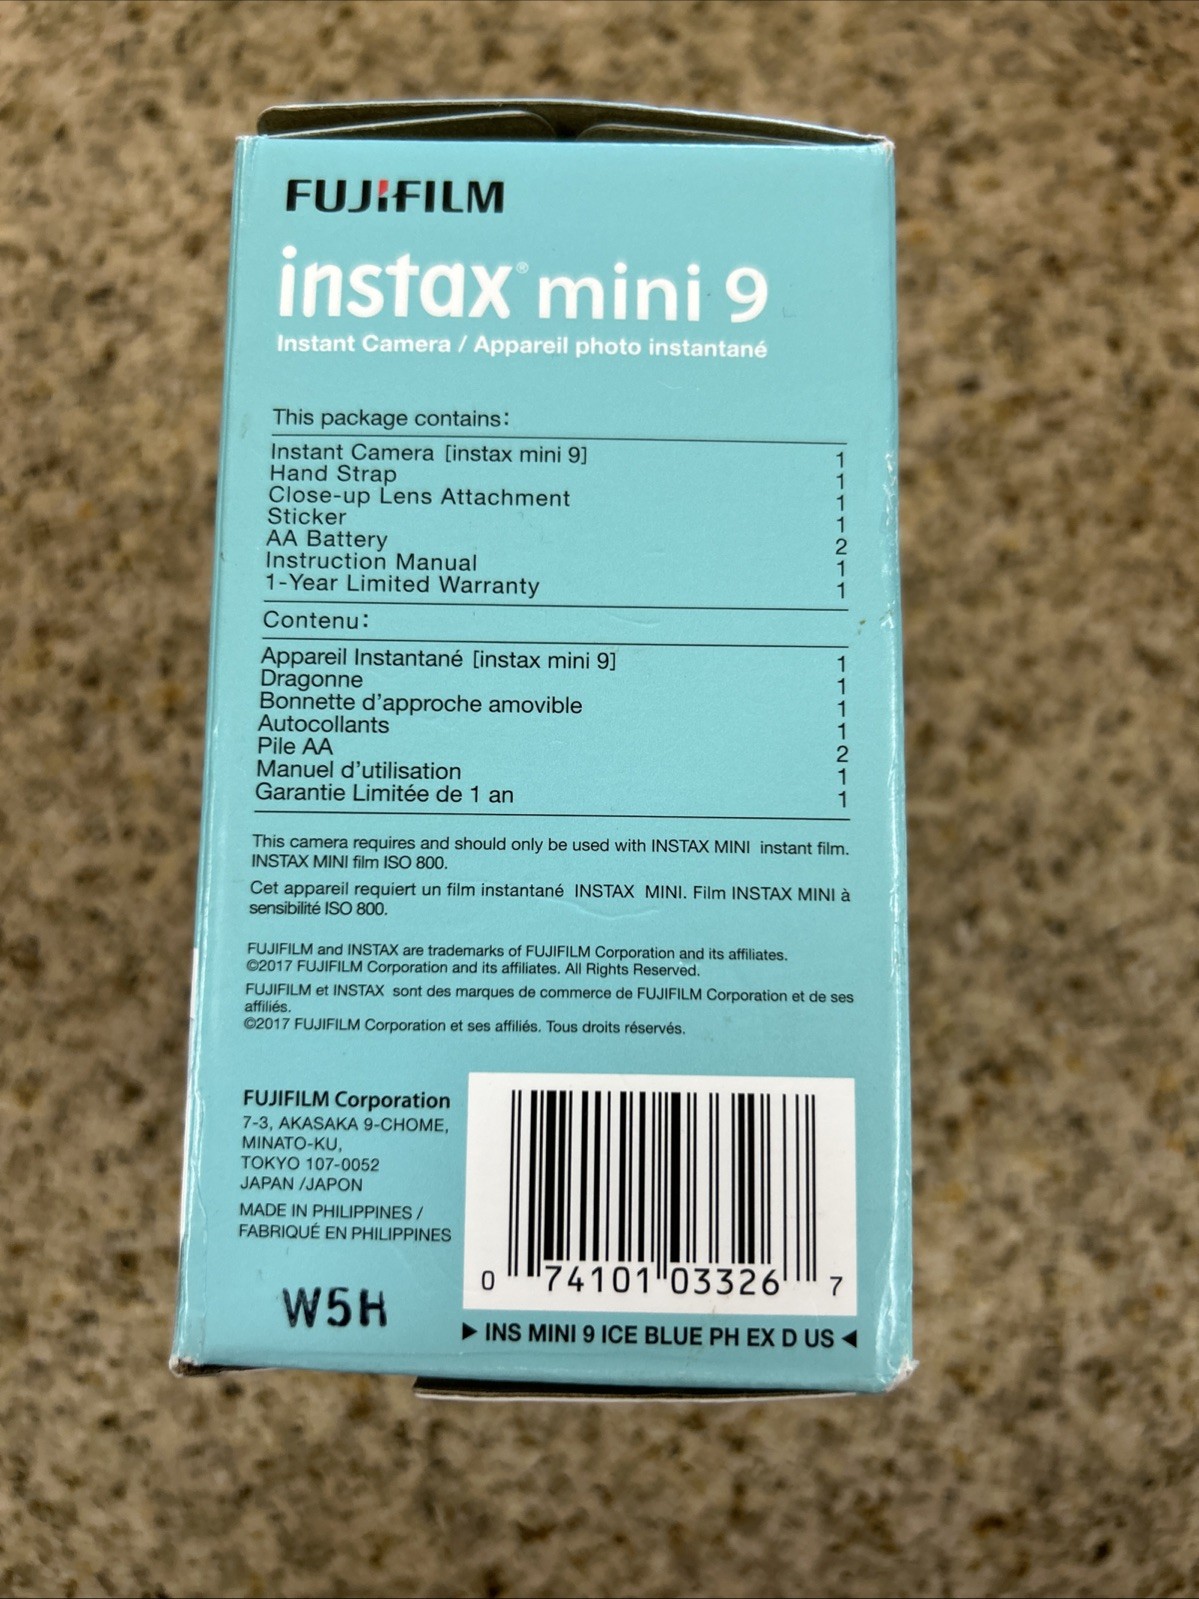 FUJIFILM
instax® mini 9
Instant Camera / Appareil photo instantané
This package contains:
Instant Camera [instax mini 9] 1
Hand Strap 1
Close-up Lens Attachment 1
Sticker 1
AA Battery 2
Instruction Manual 1
1-Year Limited Warranty 1
Contenu:
Appareil Instantané [instax mini 9] 1
Dragonne 1
Bonnette d'approche amovible 1
Autocollants 1
Pile AA 2
Manuel d'utilisation 1
Garantie Limitée de 1 an 1
This camera requires and should only be used with INSTAX MINI instant film.
INSTAX MINI film ISO 800.
Cet appareil requiert un film instantané INSTAX MINI. Film INSTAX MINI à
sensibilité ISO 800.
FUJIFILM and INSTAX are trademarks of FUJIFILM Corporation and its affiliates.
©2017 FUJIFILM Corporation and its affiliates. All Rights Reserved.
FUJIFILM et INSTAX sont des marques de commerce de FUJIFILM Corporation et de ses
affiliés.
©2017 FUJIFILM Corporation et ses affiliés. Tous droits réservés.
FUJIFILM Corporation
7-3, AKASAKA 9-CHOME,
MINATO-KU,
TOKYO 107-0052
JAPAN /JAPON
MADE IN PHILIPPINES /
FABRIQUÉ EN PHILIPPINES
W5H
0 74101 03326 7
▶ INS MINI 9 ICE BLUE PH EX D US ◀